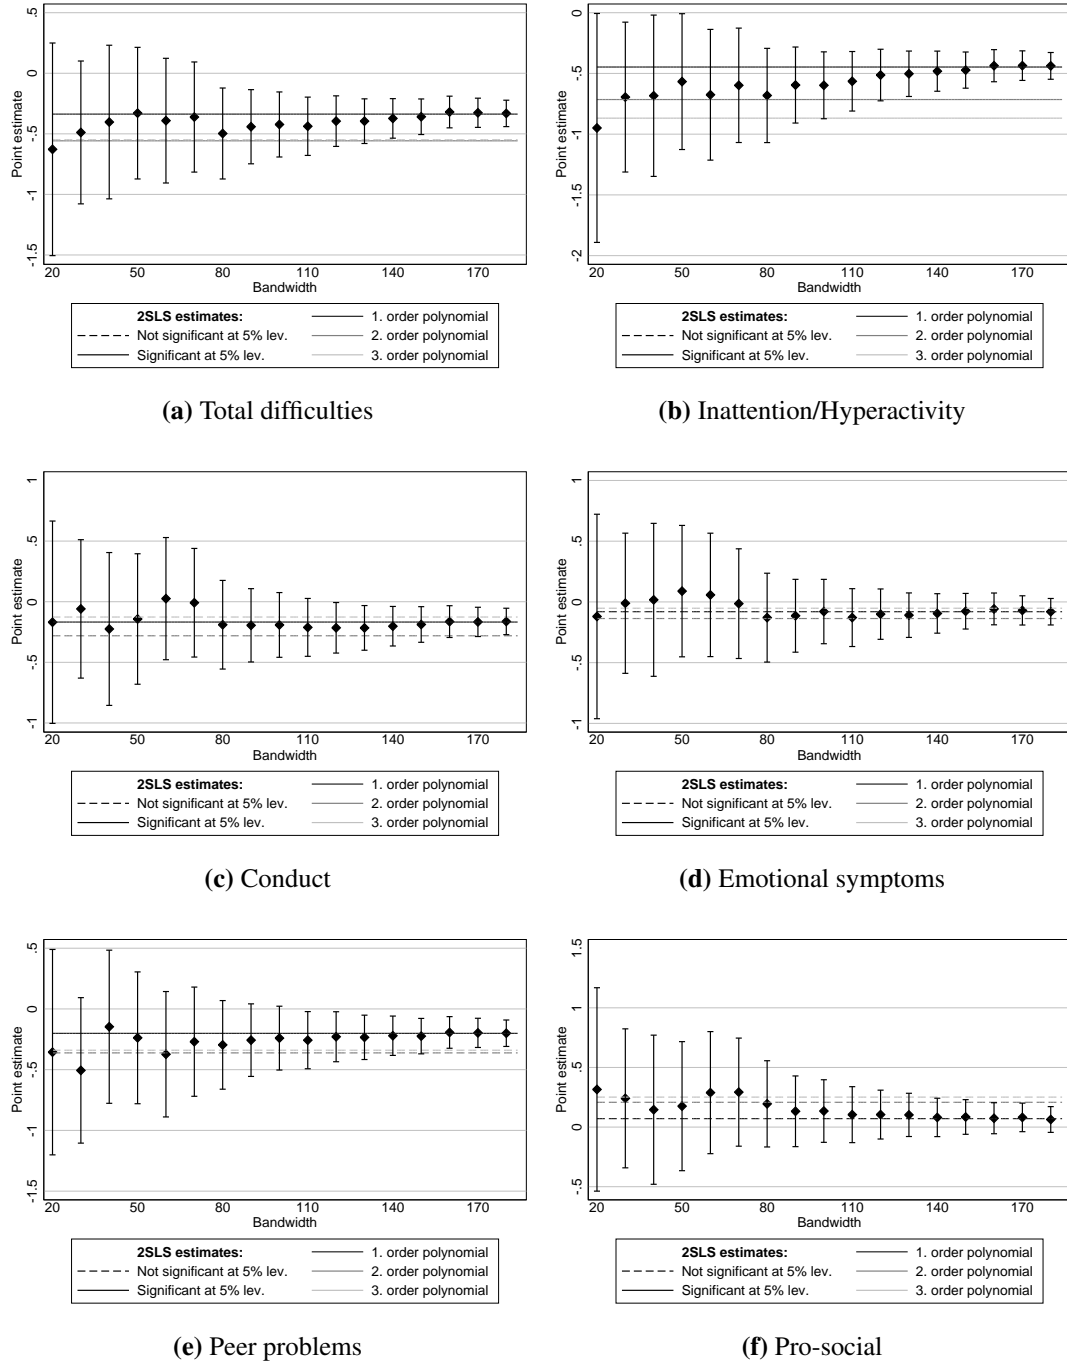 .5
0
-.5
-1
-1.5
Point estimate
20 50 80 110 140 170
Bandwidth
2SLS estimates:
Not significant at 5% lev.
Significant at 5% lev.
1. order polynomial
2. order polynomial
3. order polynomial
(a) Total difficulties
0
-.5
-1
-1.5
-2
Point estimate
20 50 80 110 140 170
Bandwidth
2SLS estimates:
Not significant at 5% lev.
Significant at 5% lev.
1. order polynomial
2. order polynomial
3. order polynomial
(b) Inattention/Hyperactivity
1
.5
0
-.5
-1
Point estimate
20 50 80 110 140 170
Bandwidth
2SLS estimates:
Not significant at 5% lev.
Significant at 5% lev.
1. order polynomial
2. order polynomial
3. order polynomial
(c) Conduct
1
.5
0
-.5
-1
Point estimate
20 50 80 110 140 170
Bandwidth
2SLS estimates:
Not significant at 5% lev.
Significant at 5% lev.
1. order polynomial
2. order polynomial
3. order polynomial
(d) Emotional symptoms
.5
0
-.5
-1
-1.5
Point estimate
20 50 80 110 140 170
Bandwidth
2SLS estimates:
Not significant at 5% lev.
Significant at 5% lev.
1. order polynomial
2. order polynomial
3. order polynomial
(e) Peer problems
1.5
1
.5
0
-.5
Point estimate
20 50 80 110 140 170
Bandwidth
2SLS estimates:
Not significant at 5% lev.
Significant at 5% lev.
1. order polynomial
2. order polynomial
3. order polynomial
(f) Pro-social